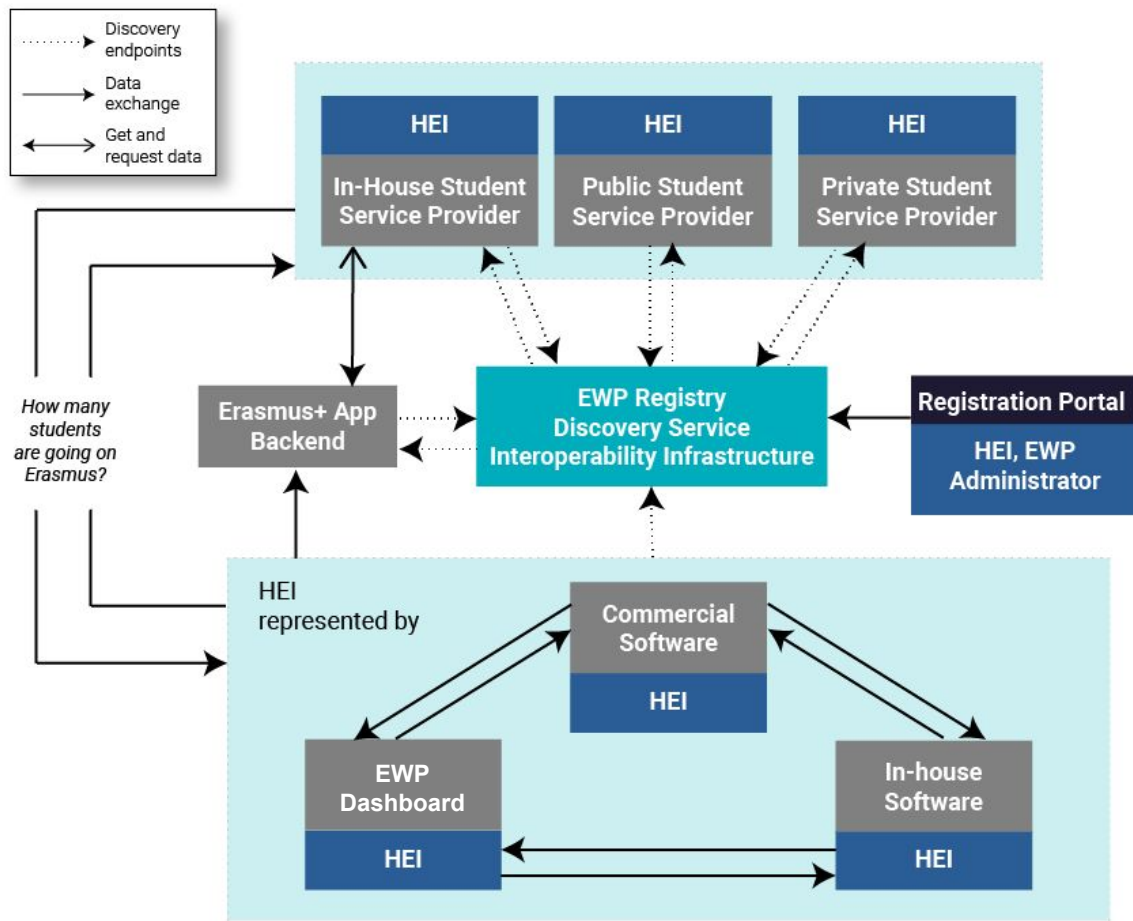 Discovery
endpoints
Data
exchange
Get and
request data
HEI
In-House Student
Service Provider
HEI
Public Student
Service Provider
HEI
Private Student
Service Provider
How many
students
are going on
Erasmus?
Erasmus+ App
Backend
EWP Registry
Discovery Service
Interoperability Infrastructure
Registration Portal
HEI, EWP
Administrator
HEI
represented by
Commercial
Software
HEI
EWP
Dashboard
HEI
In-house
Software
HEI